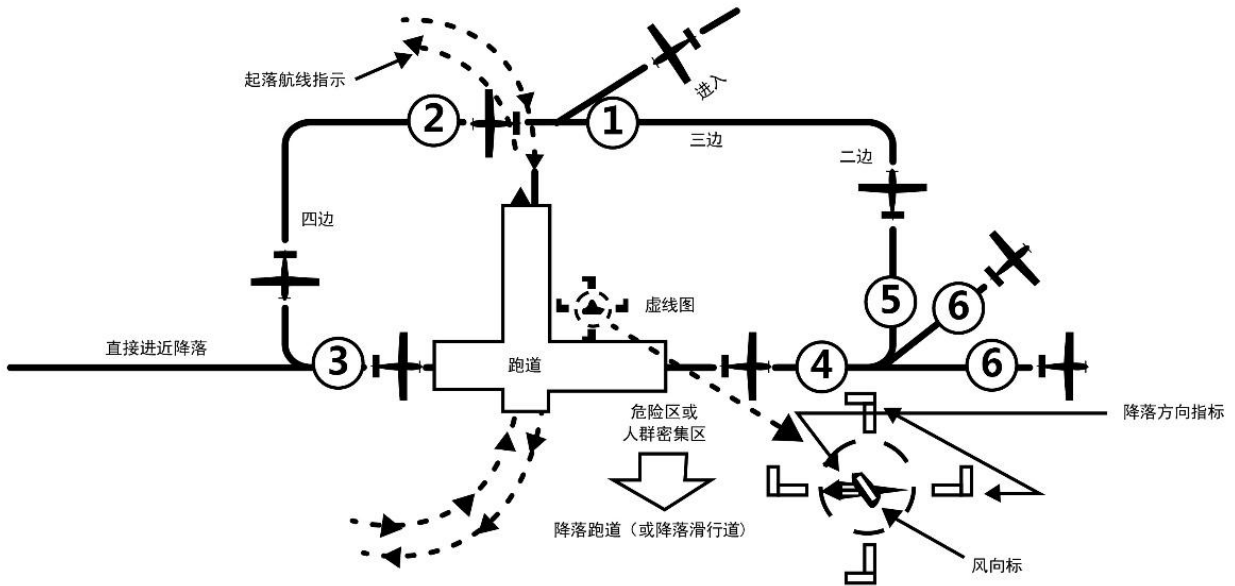 起落航线指示
进入
2
1
三边
二边
四边
5
6
虚线图
直接进近降落
3
跑道
4
6
危险区或
人群密集区
降落方向指标
降落跑道（或降落滑行道）
风向标